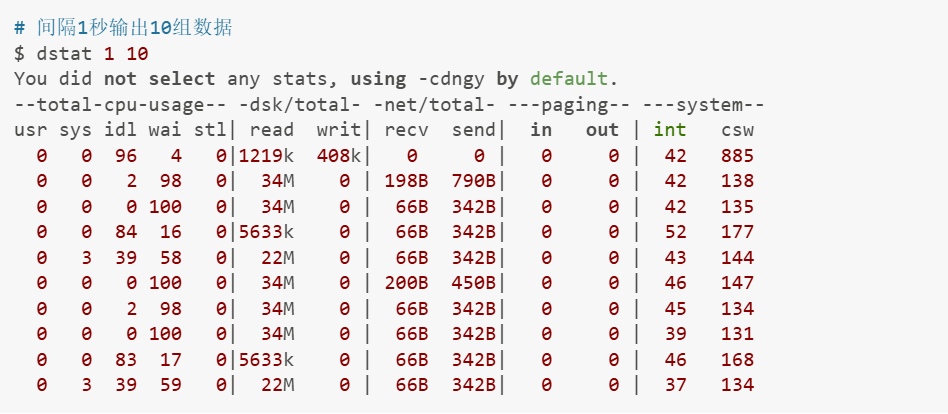 # 间隔1秒输出10组数据
$ dstat 1 10
You did not select any stats, using -cdngy by default.
--total-cpu-usage-- -dsk/total- -net/total- ---paging-- ---system--
usr sys idl wai stl| read  writ| recv  send|  in   out | int   csw
  0   0  96   4   0|1219k  408k|   0     0 |   0     0 |  42   885
  0   0   2  98   0|  34M    0 | 198B  790B|   0     0 |  42   138
  0   0   0 100   0|  34M    0 |  66B  342B|   0     0 |  42   135
  0   0  84  16   0|5633k    0 |  66B  342B|   0     0 |  52   177
  0   3  39  58   0|  22M    0 |  66B  342B|   0     0 |  43   144
  0   0   0 100   0|  34M    0 | 200B  450B|   0     0 |  46   147
  0   0   2  98   0|  34M    0 |  66B  342B|   0     0 |  45   134
  0   0   0 100   0|  34M    0 |  66B  342B|   0     0 |  39   131
  0   0  83  17   0|5633k    0 |  66B  342B|   0     0 |  46   168
  0   3  39  59   0|  22M    0 |  66B  342B|   0     0 |  37   134